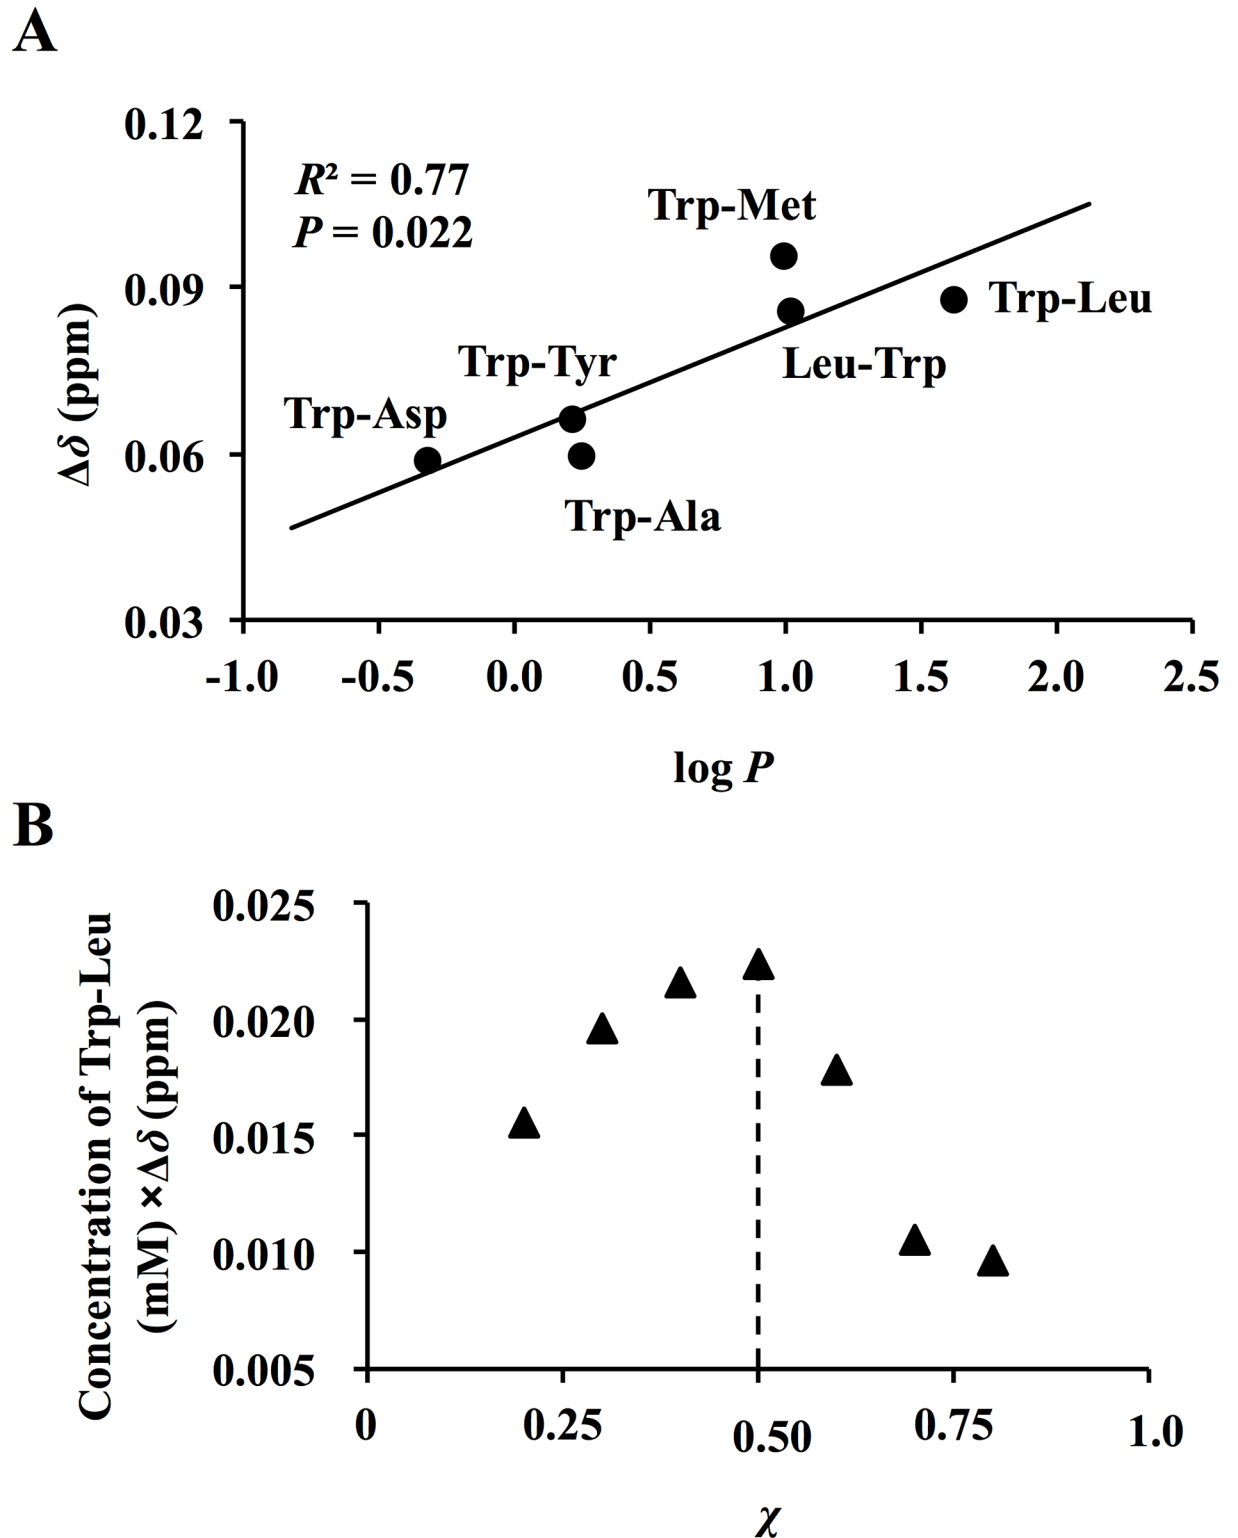 A
0.12
R² = 0.77
P = 0.022
Trp-Met
0.09
Trp-Leu
Δδ (ppm)
Trp-Tyr
Leu-Trp
Trp-Asp
0.06
Trp-Ala
0.03
-1.0 -0.5 0.0 0.5 1.0 1.5 2.0 2.5
log P
B
0.025
0.020
0.015
0.010
0.005
Concentration of Trp-Leu
(mM) ×Δδ (ppm)
0 0.25 0.50 0.75 1.0
χ